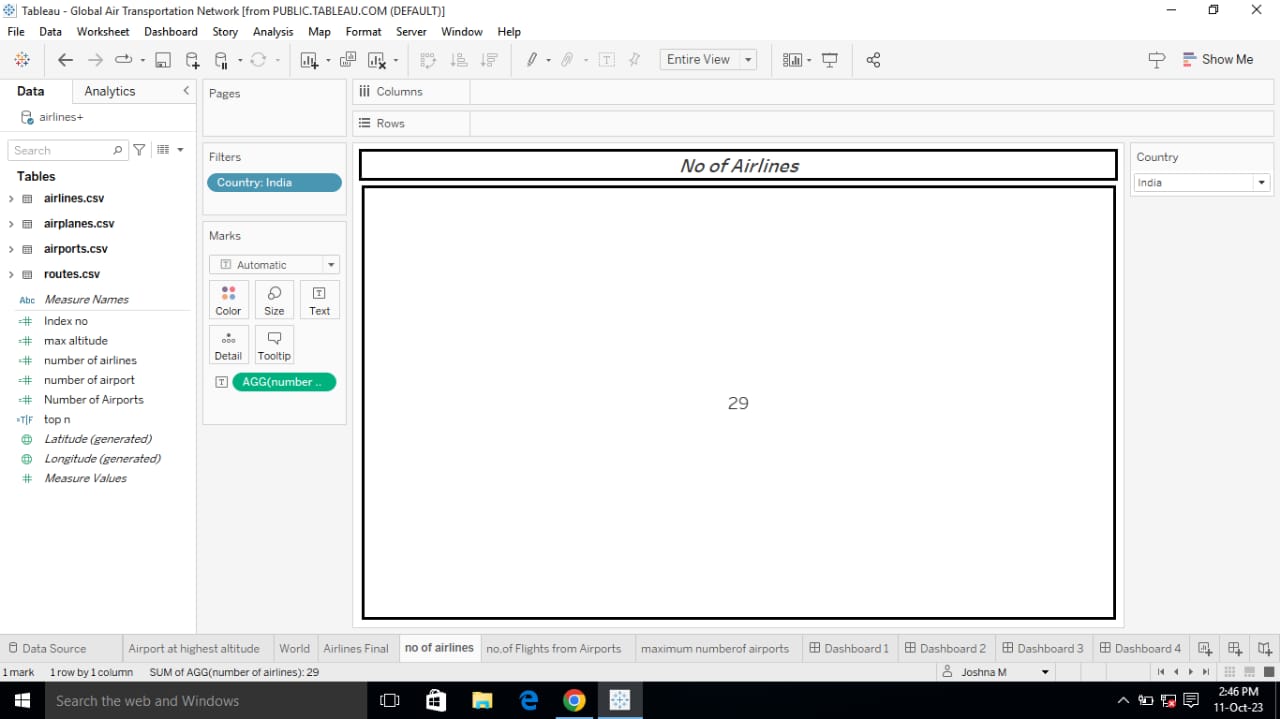 Tableau - Global Air Transportation Network [from PUBLIC.TABLEAU.COM (DEFAULT)]
File Data Worksheet Dashboard Story Analysis Map Format Server Window Help
Entire View
Show Me
Data Analytics
airlines+
Search
Tables
airlines.csv
airplanes.csv
airports.csv
routes.csv
Abc Measure Names
Index no
max altitude
number of airlines
number of airport
Number of Airports
=T|F top n
Latitude (generated)
Longitude (generated)
Measure Values
Pages
Filters
Country: India
Marks
Automatic
Color Size Text
Detail Tooltip
AGG(number ..
Columns
Rows
No of Airlines
29
Country
India
Data Source Airport at highest altitude World Airlines Final no of airlines no,of Flights from Airports maximum numberof airports Dashboard 1 Dashboard 2 Dashboard 3 Dashboard 4
1 mark 1 row by 1 column SUM of AGG(number of airlines): 29 Joshna M
Search the web and Windows
2:46 PM
11-Oct-23